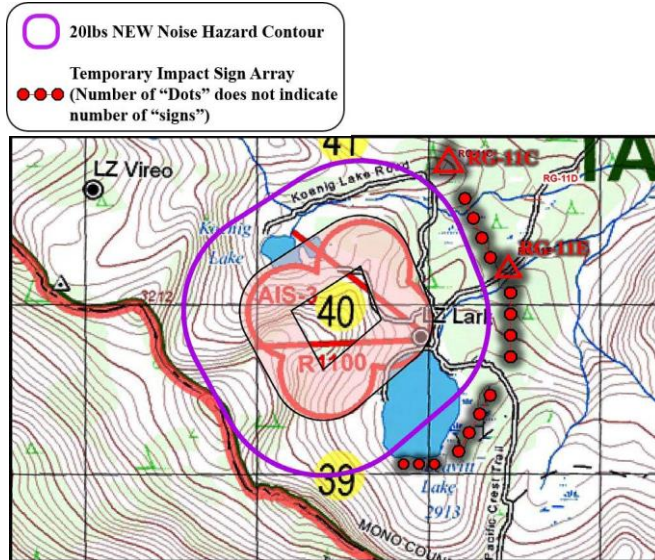 20lbs NEW Noise Hazard Contour
Temporary Impact Sign Array
(Number of “Dots” does not indicate
number of “signs”)
41
TA
LZ Vireo
Koenig Lake Road
RG-11C
RG-11D
Koenig
Lake
RG-11E
3212
AIS-3
40
LZ Lark
R1100
39
Lake
2913
Pacific Crest Trail
MONO COUN